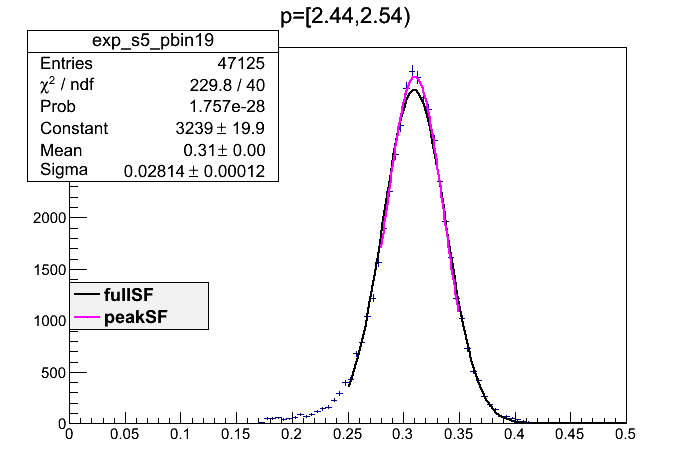 p=[2.44,2.54)
exp_s5_pbin19
Entries 47125
χ² / ndf 229.8 / 40
Prob 1.757e-28
Constant 3239 ± 19.9
Mean 0.31 ± 0.00
Sigma 0.02814 ± 0.00012
2000
1500
fullSF
peakSF
1000
500
0
0 0.05 0.1 0.15 0.2 0.25 0.3 0.35 0.4 0.45 0.5